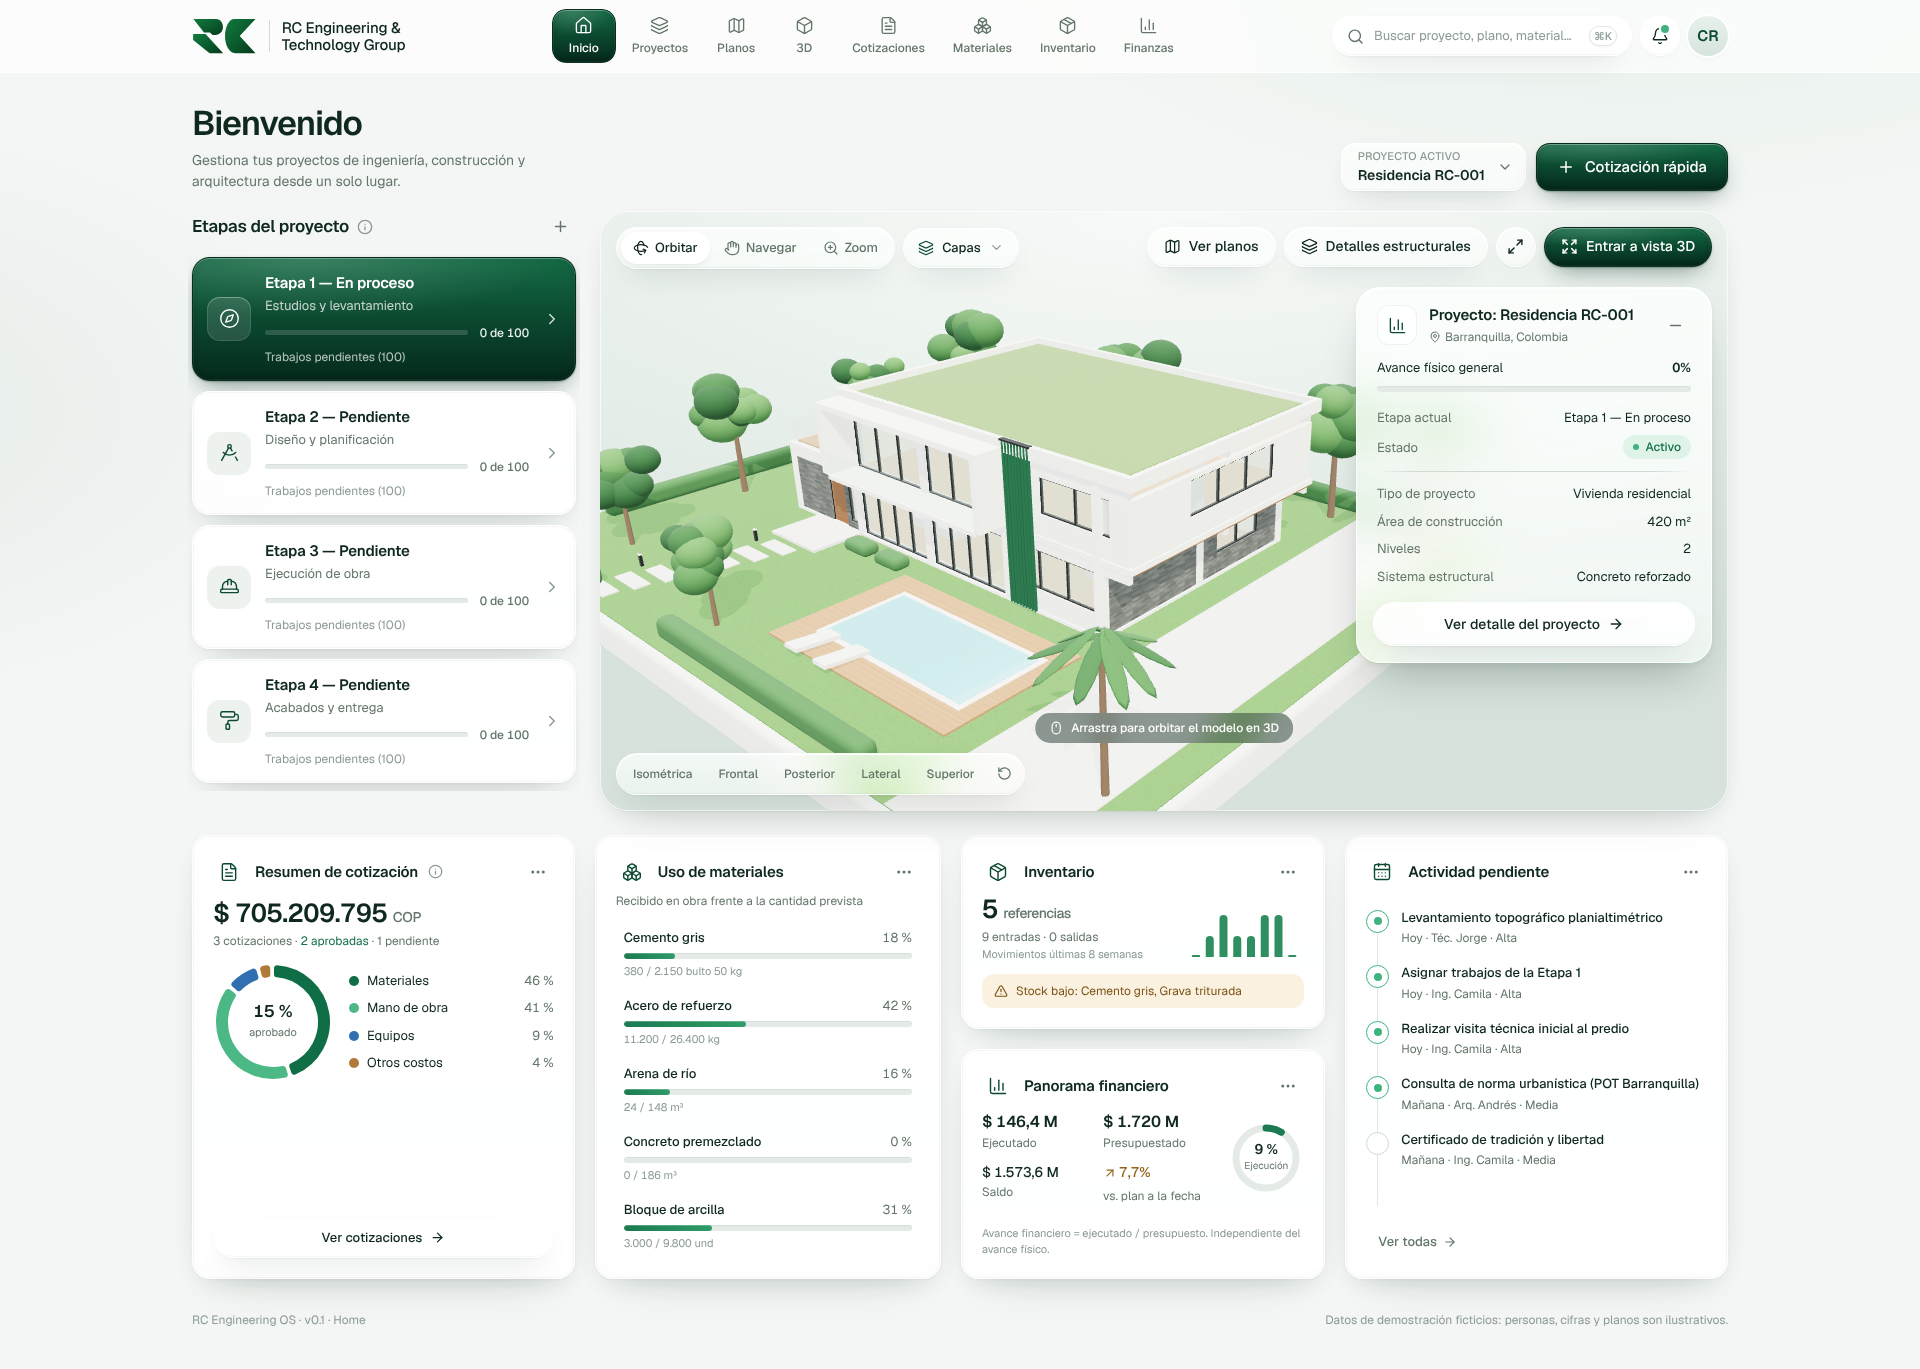 RC Engineering &
Technology Group
Inicio
Proyectos
Planos
3D
Cotizaciones
Materiales
Inventario
Finanzas
Buscar proyecto, plano, material...
⌘K
CR
Bienvenido
Gestiona tus proyectos de ingeniería, construcción y
arquitectura desde un solo lugar.
PROYECTO ACTIVO
Residencia RC-001
Cotización rápida
Etapas del proyecto
Etapa 1 — En proceso
Estudios y levantamiento
0 de 100
Trabajos pendientes (100)
Etapa 2 — Pendiente
Diseño y planificación
0 de 100
Trabajos pendientes (100)
Etapa 3 — Pendiente
Ejecución de obra
0 de 100
Trabajos pendientes (100)
Etapa 4 — Pendiente
Acabados y entrega
0 de 100
Trabajos pendientes (100)
Orbitar
Navegar
Zoom
Capas
Ver planos
Detalles estructurales
Entrar a vista 3D
Proyecto: Residencia RC-001
Barranquilla, Colombia
Avance físico general 0%
Etapa actual Etapa 1 — En proceso
Estado Activo
Tipo de proyecto Vivienda residencial
Área de construcción 420 m²
Niveles 2
Sistema estructural Concreto reforzado
Ver detalle del proyecto
Arrastra para orbitar el modelo en 3D
Isométrica
Frontal
Posterior
Lateral
Superior
Resumen de cotización
$ 705.209.795 COP
3 cotizaciones · 2 aprobadas · 1 pendiente
15 %
aprobado
Materiales 46 %
Mano de obra 41 %
Equipos 9 %
Otros costos 4 %
Ver cotizaciones
Uso de materiales
Recibido en obra frente a la cantidad prevista
Cemento gris 18 %
380 / 2.150 bulto 50 kg
Acero de refuerzo 42 %
11.200 / 26.400 kg
Arena de río 16 %
24 / 148 m³
Concreto premezclado 0 %
0 / 186 m³
Bloque de arcilla 31 %
3.000 / 9.800 und
Inventario
5 referencias
9 entradas · 0 salidas
Movimientos últimas 8 semanas
Stock bajo: Cemento gris, Grava triturada
Panorama financiero
$ 146,4 M
Ejecutado
$ 1.720 M
Presupuestado
$ 1.573,6 M
Saldo
7,7%
vs. plan a la fecha
9 %
Ejecución
Avance financiero = ejecutado / presupuesto. Independiente del
avance físico.
Actividad pendiente
Levantamiento topográfico planialtimétrico
Hoy · Téc. Jorge · Alta
Asignar trabajos de la Etapa 1
Hoy · Ing. Camila · Alta
Realizar visita técnica inicial al predio
Hoy · Ing. Camila · Alta
Consulta de norma urbanística (POT Barranquilla)
Mañana · Arq. Andrés · Media
Certificado de tradición y libertad
Mañana · Ing. Camila · Media
Ver todas
RC Engineering OS · v0.1 · Home
Datos de demostración ficticios: personas, cifras y planos son ilustrativos.